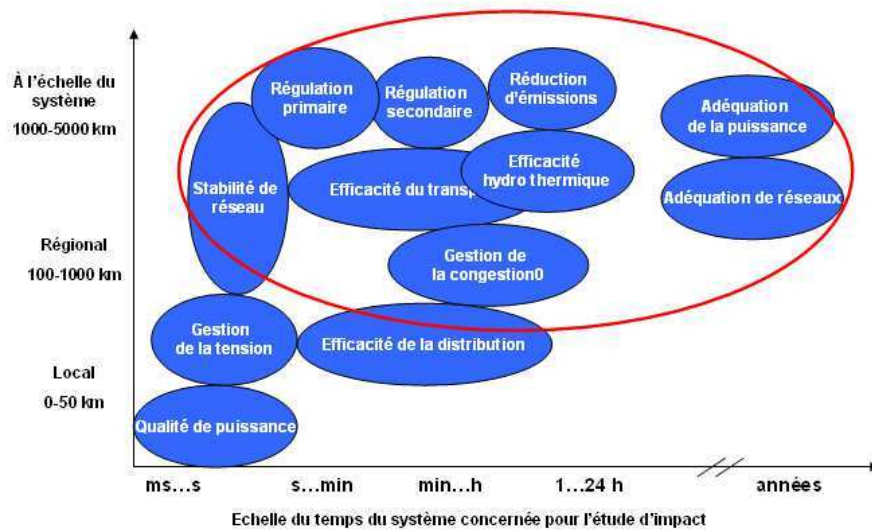 À l'échelle du
système
1000-5000 km
Régional
100-1000 km
Local
0-50 km
Régulation
primaire
Régulation
secondaire
Réduction
d'émissions
Adéquation
de la puissance
Stabilité de
réseau
Efficacité du transp
Efficacité
hydro thermique
Adéquation de réseaux
Gestion de
la congestion0
Gestion
de la tension
Efficacité de la distribution
Qualité de puissance
ms...s
s...min
min...h
1...24 h
années
Echelle du temps du système concernée pour l'étude d'impact